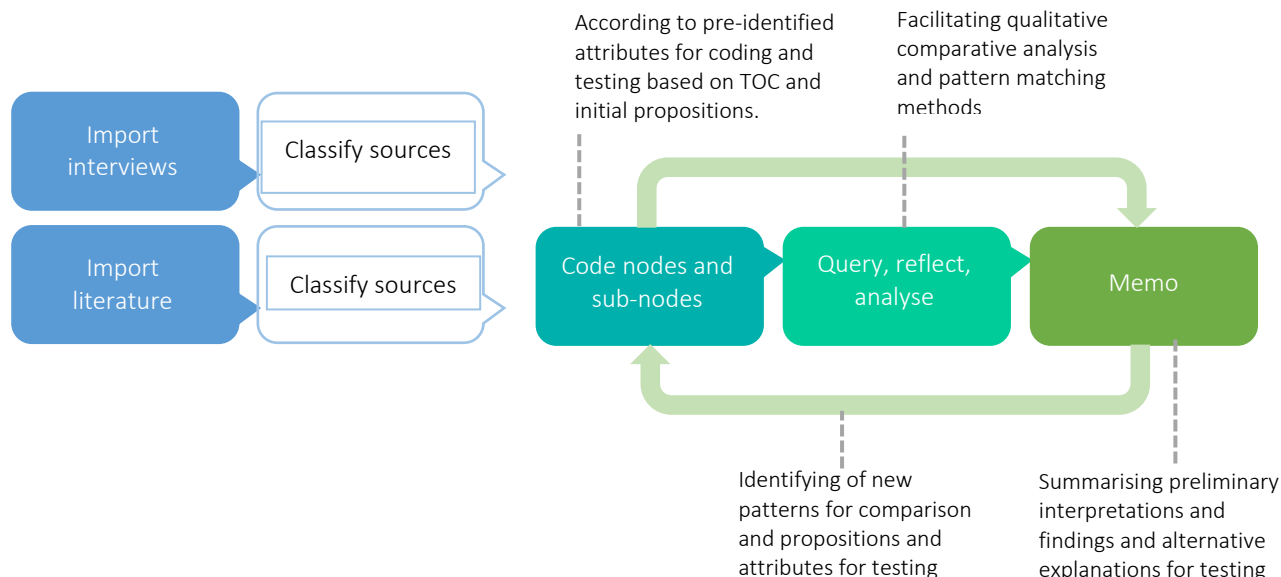 According to pre-identified
attributes for coding and
testing based on TOC and
initial propositions.
Facilitating qualitative
comparative analysis
and pattern matching
methods
Import
interviews
Classify sources
Import
literature
Classify sources
Code nodes and
sub-nodes
Query, reflect,
analyse
Memo
Identifying of new
patterns for comparison
and propositions and
attributes for testing
Summarising preliminary
interpretations and
findings and alternative
explanations for testing